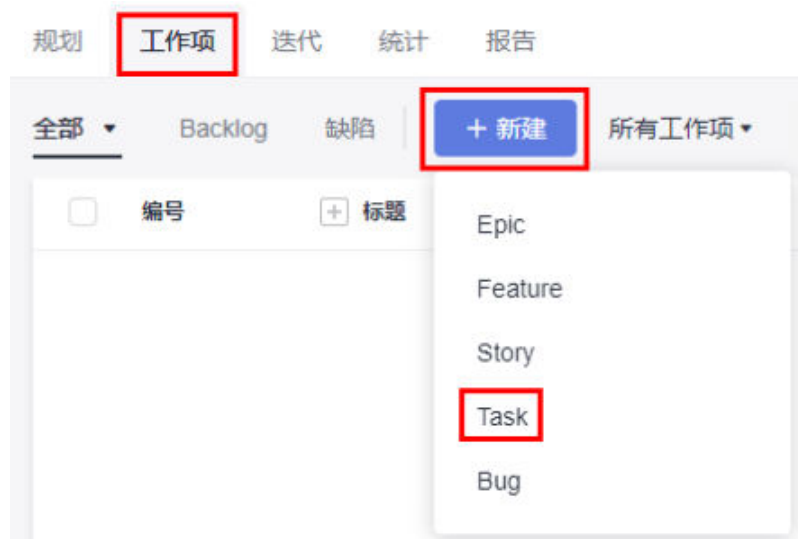 规划 工作项 迭代 统计 报告
全部 Backlog 缺陷 + 新建 所有工作项
编号 标题
Epic
Feature
Story
Task
Bug